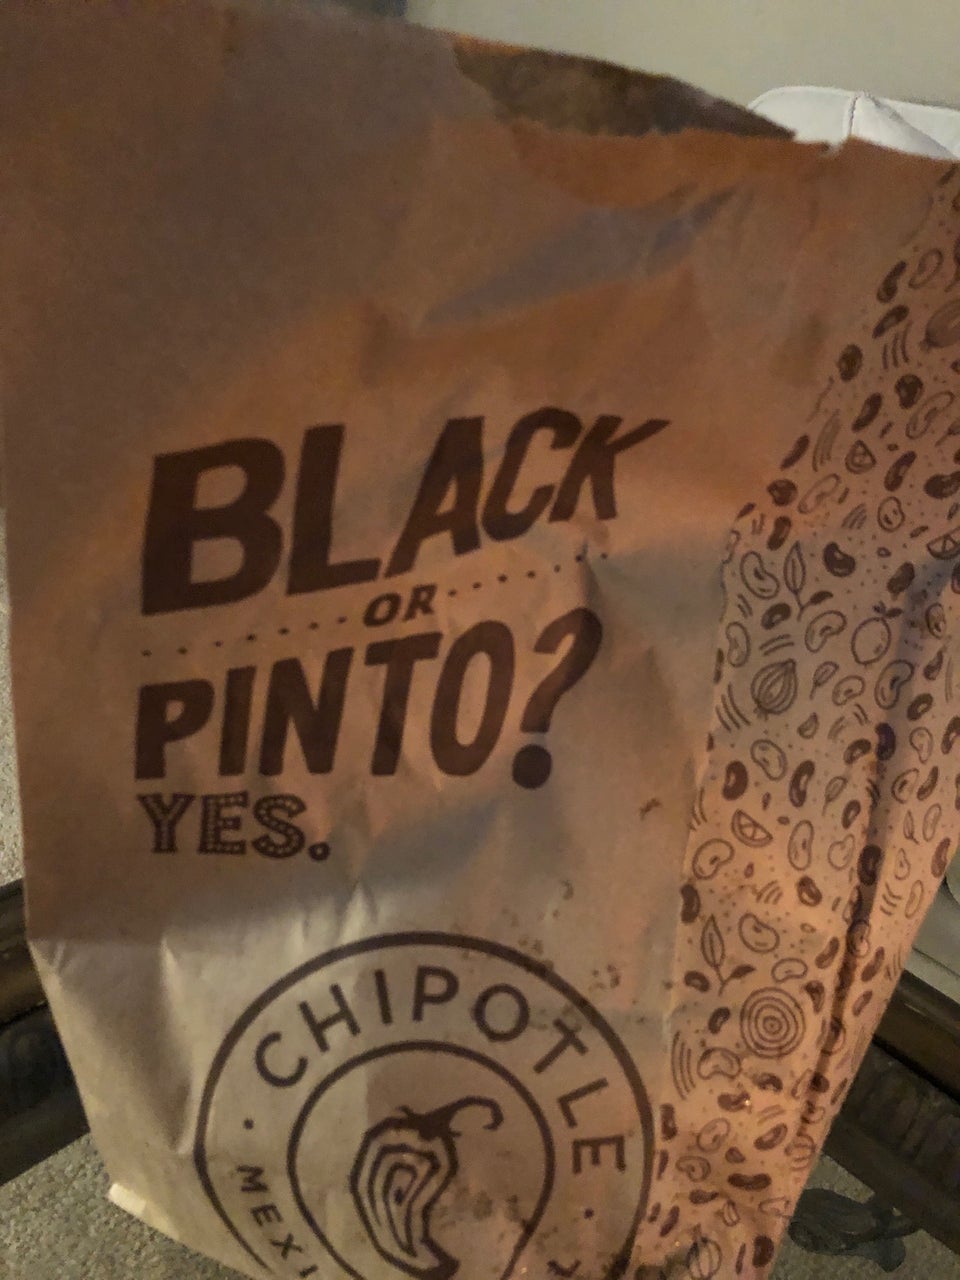 BLACK
OR
PINTO?
YES.
CHIPOTLE